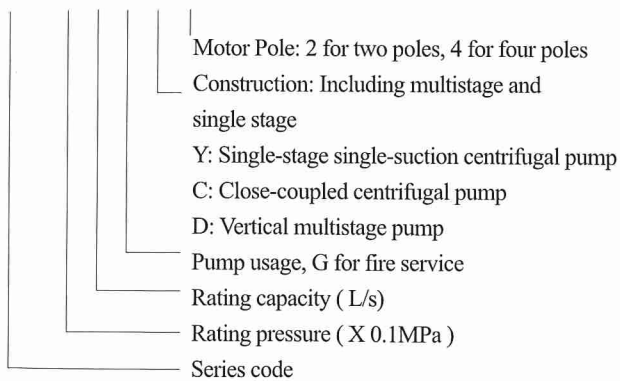 Motor Pole: 2 for two poles, 4 for four poles
Construction: Including multistage and
single stage
Y: Single-stage single-suction centrifugal pump
C: Close-coupled centrifugal pump
D: Vertical multistage pump
Pump usage, G for fire service
Rating capacity ( L/s)
Rating pressure ( X 0.1MPa )
Series code